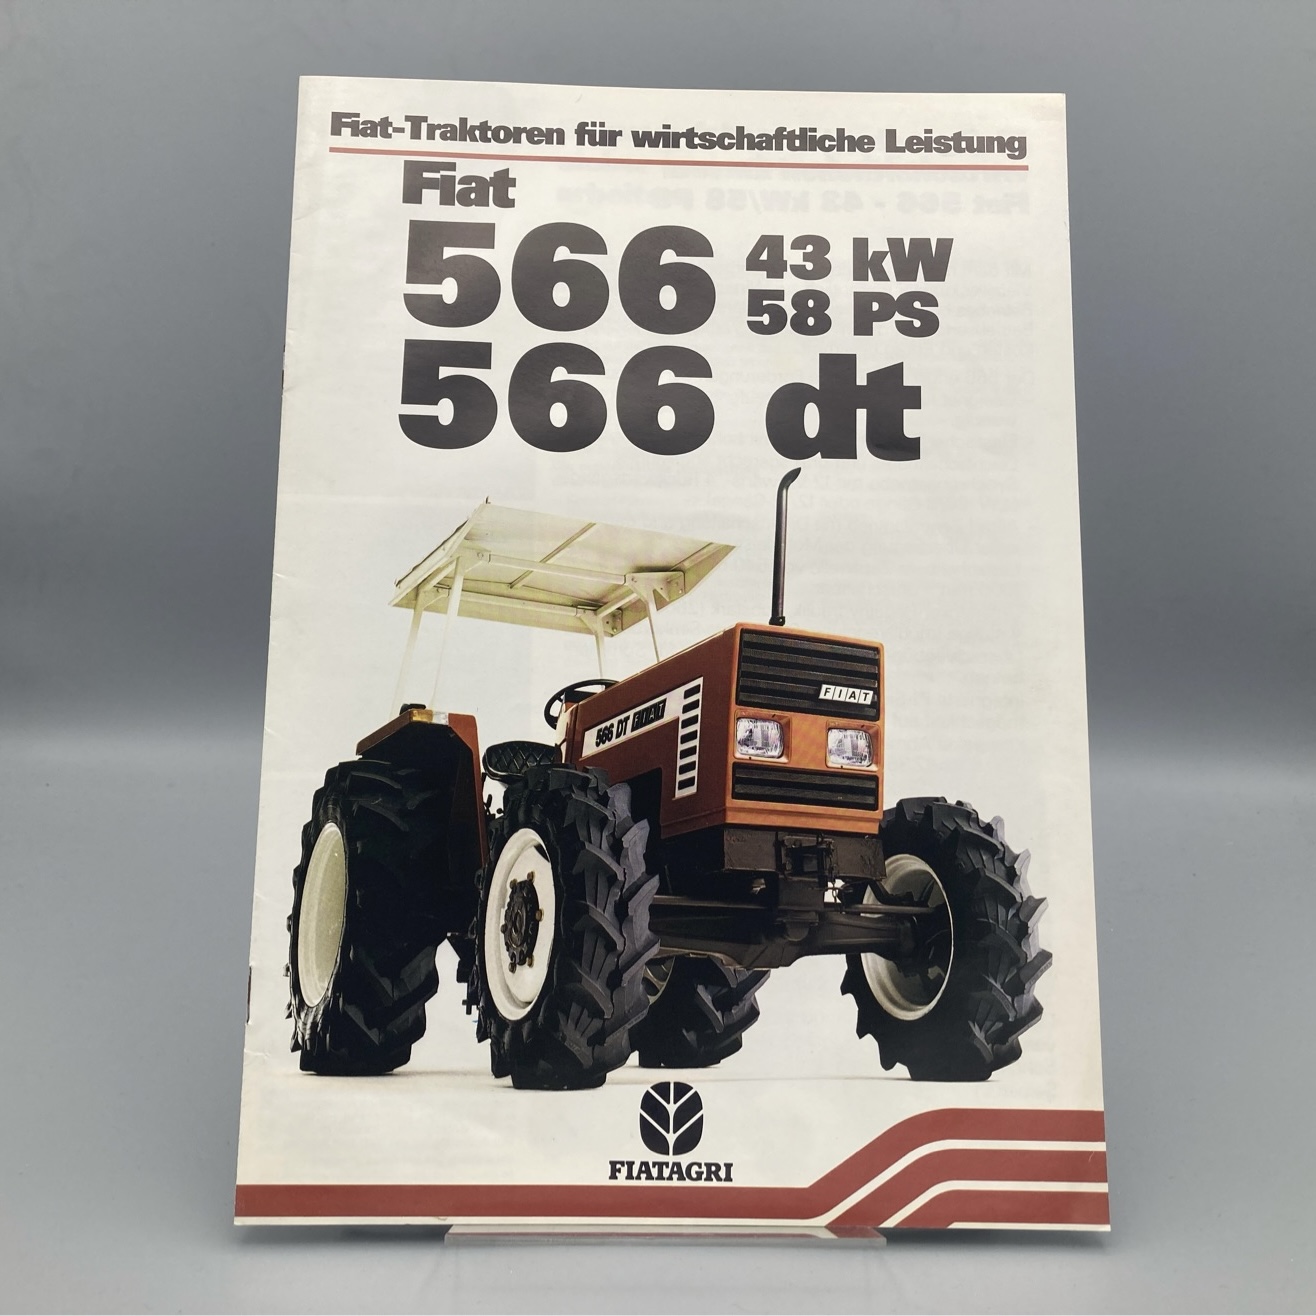 Fiat-Traktoren für wirtschaftliche Leistung
Fiat
566 43 kW
58 PS
566 dt
FIAT
566 DT FIAT
FIATAGRI